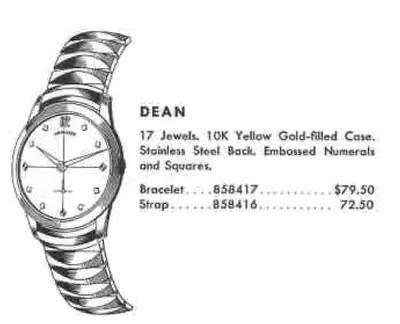 DEAN
17 Jewels. 10K Yellow Gold-filled Case.
Stainless Steel Back. Embossed Numerals
and Squares.
Bracelet....858417...........$79.50
Strap......858416............ 72.50